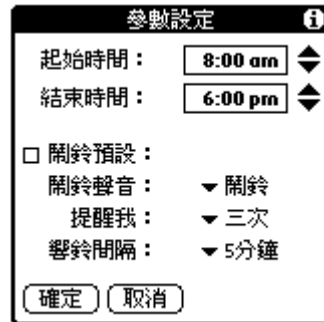 參數設定 i
起始時間： 8:00 am
結束時間： 6:00 pm
鬧鈴預設：
鬧鈴聲音： 鬧鈴
提醒我： 三次
響鈴間隔： 5分鐘
確定 取消